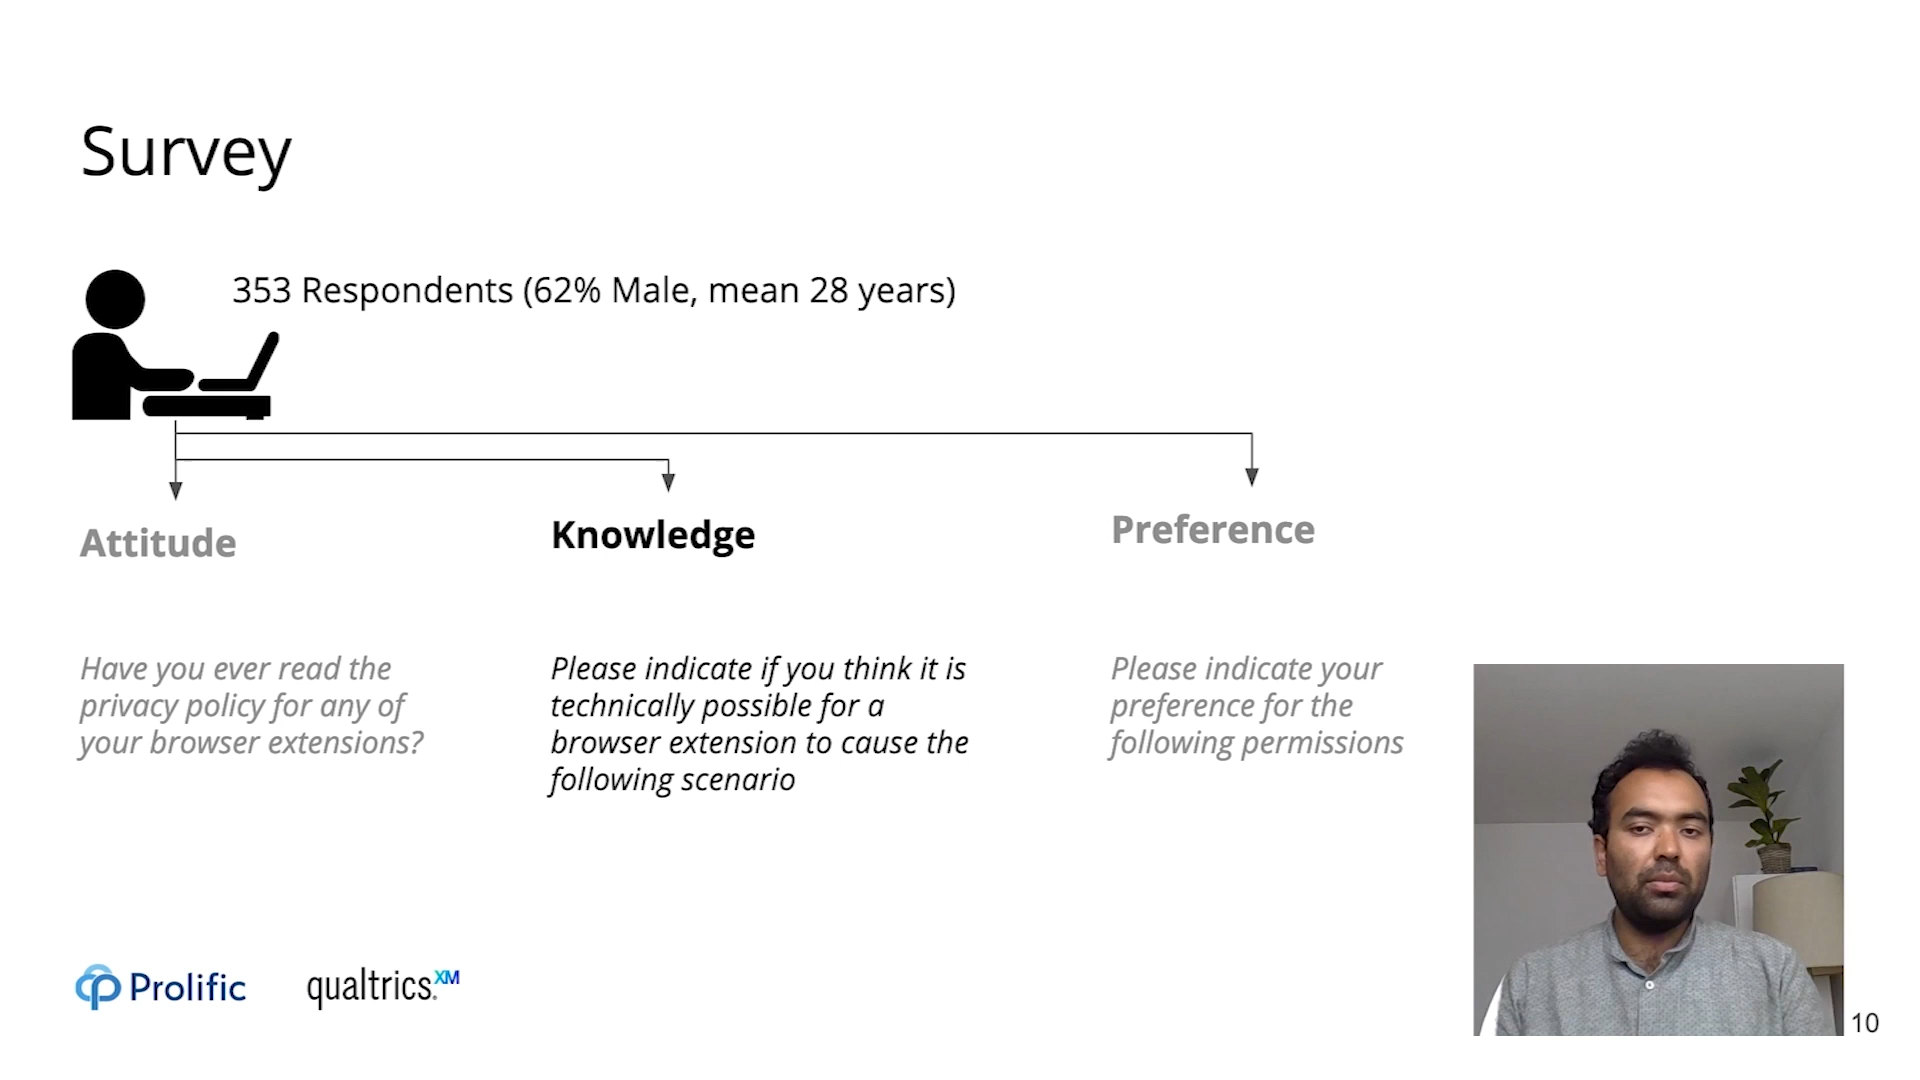 Survey
353 Respondents (62% Male, mean 28 years)
Attitude
Knowledge
Preference
Have you ever read the
privacy policy for any of
your browser extensions?
Please indicate if you think it is
technically possible for a
browser extension to cause the
following scenario
Please indicate your
preference for the
following permissions
Prolific
qualtrics.XM
10